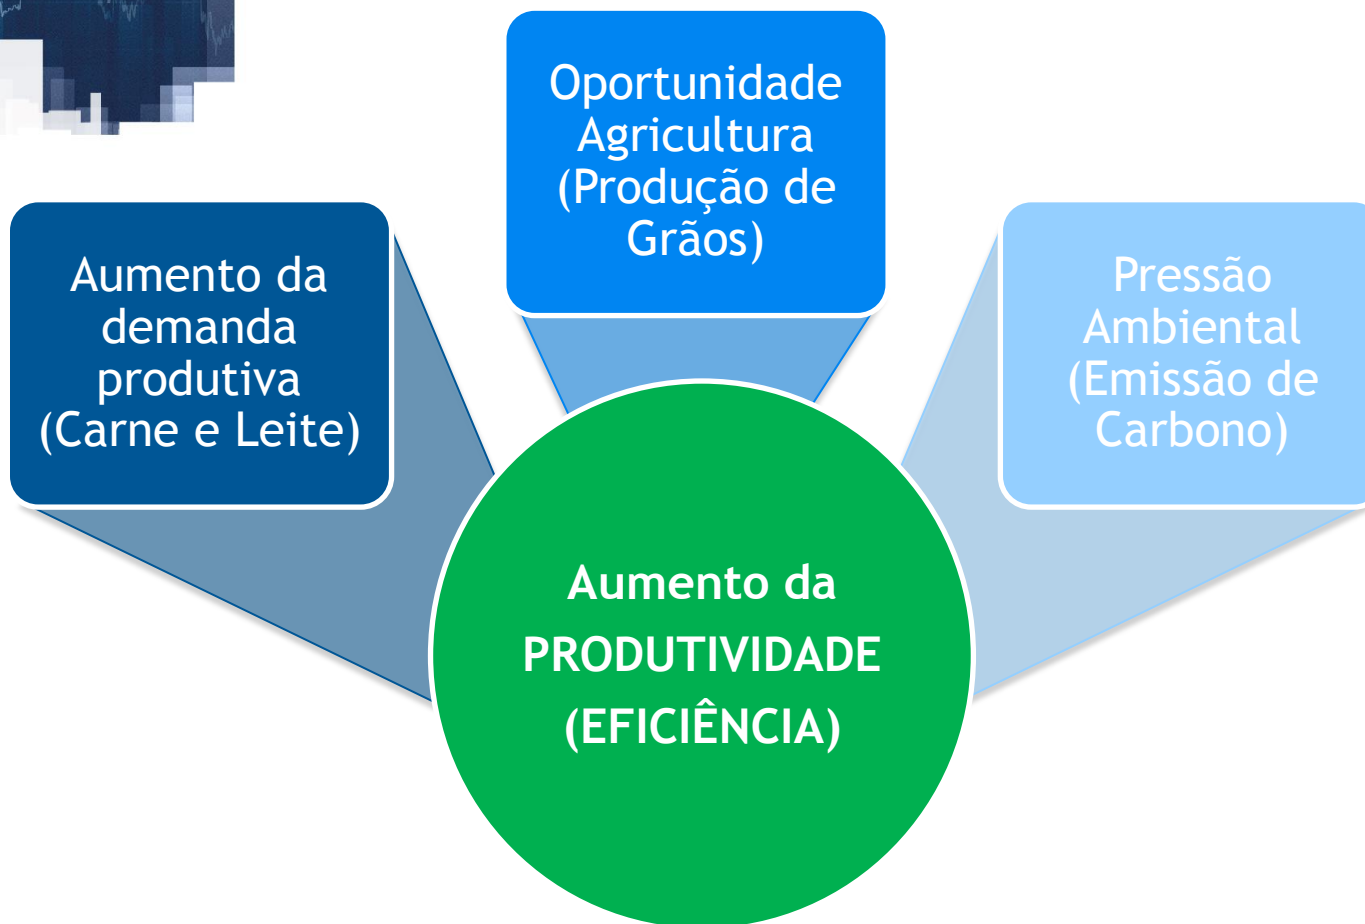 Oportunidade
Agricultura
(Produção de
Grãos)
Aumento da
demanda
produtiva
(Carne e Leite)
Pressão
Ambiental
(Emissão de
Carbono)
Aumento da
PRODUTIVIDADE
(EFICIÊNCIA)